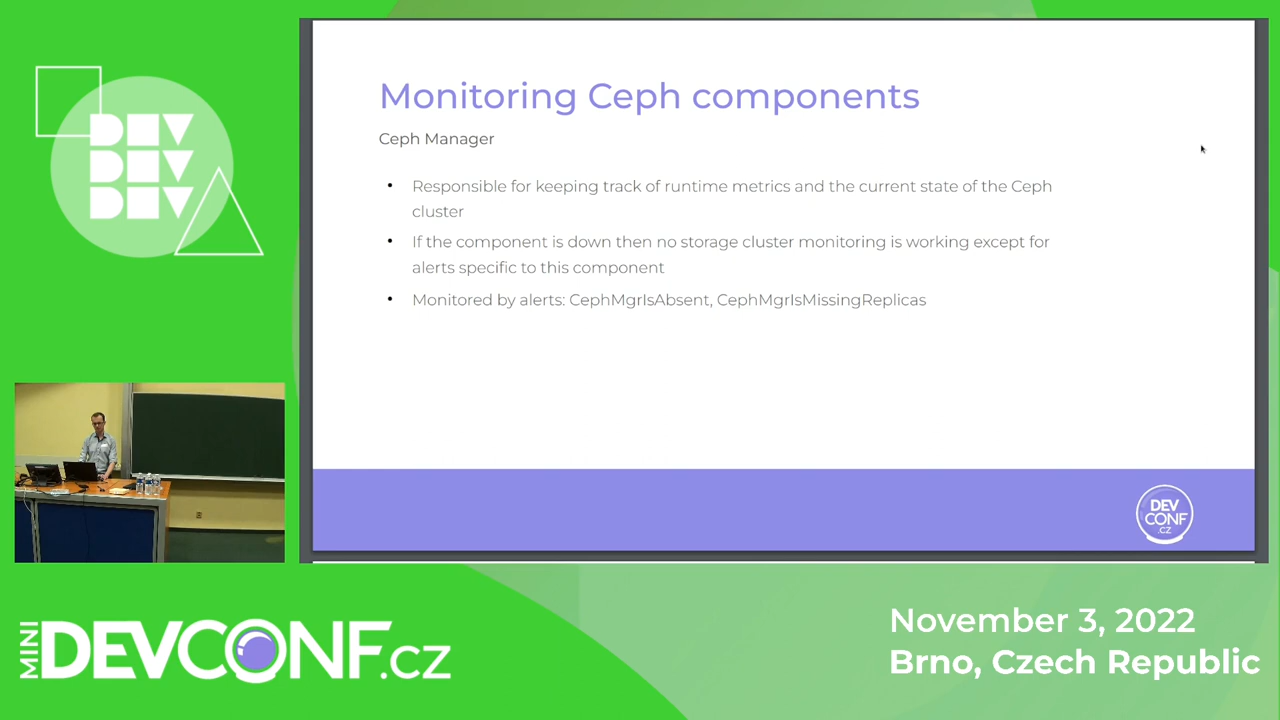 DEV
DEV
DEV
Monitoring Ceph components
Ceph Manager
• Responsible for keeping track of runtime metrics and the current state of the Ceph
cluster
• If the component is down then no storage cluster monitoring is working except for
alerts specific to this component
• Monitored by alerts: CephMgrIsAbsent, CephMgrIsMissingReplicas
DEV
CONF
.CZ
MINI DEVCONF.cz
November 3, 2022
Brno, Czech Republic